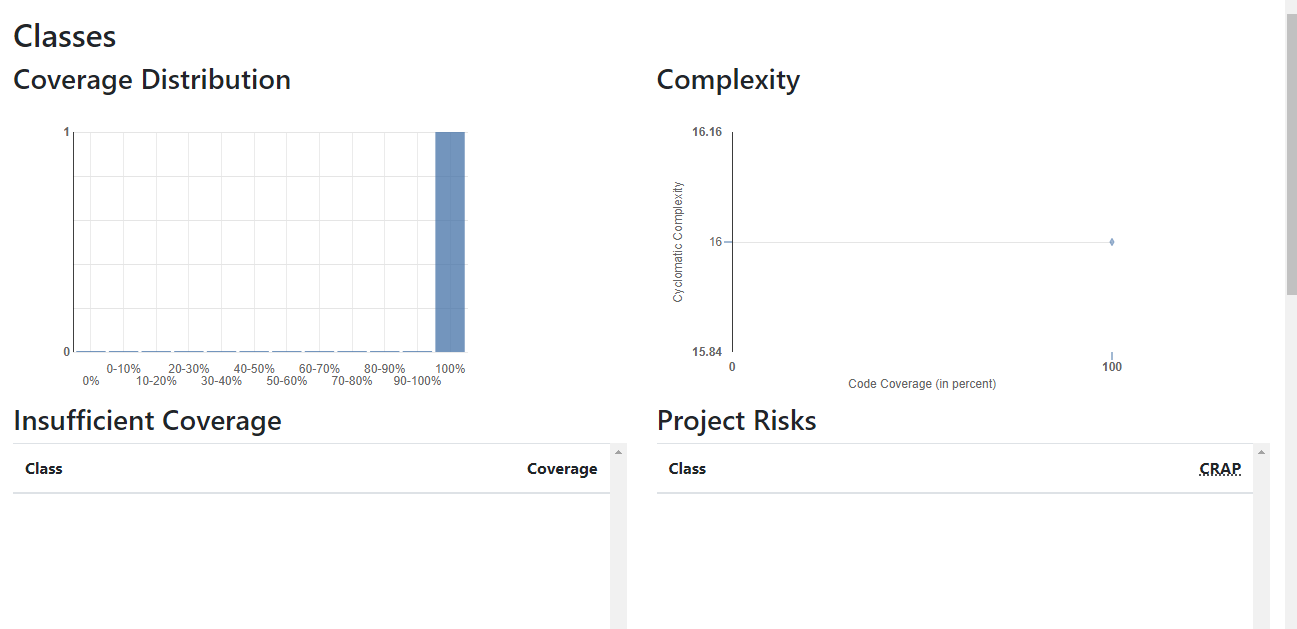 Classes
Coverage Distribution
1
0
0-10% 20-30% 40-50% 60-70% 80-90% 100%
0% 10-20% 30-40% 50-60% 70-80% 90-100%
Complexity
16.16
16
15.84
Cyclomatic Complexity
0 100
Code Coverage (in percent)
Insufficient Coverage
Class Coverage
Project Risks
Class CRAP